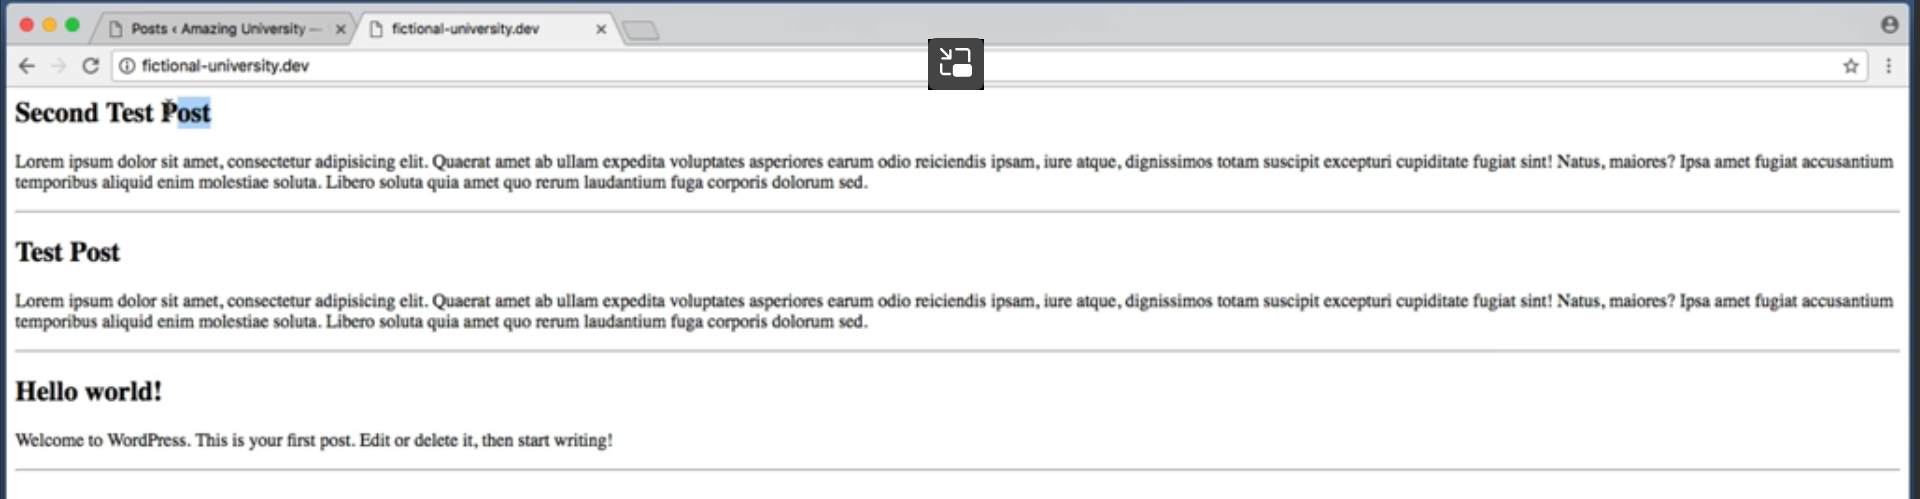 Posts ‹ Amazing University —
fictional-university.dev
fictional-university.dev
Second Test Post
Lorem ipsum dolor sit amet, consectetur adipisicing elit. Quaerat amet ab ullam expedita voluptates asperiores earum odio reiciendis ipsam, iure atque, dignissimos totam suscipit excepturi cupiditate fugiat sint! Natus, maiores? Ipsa amet fugiat accusantium
temporibus aliquid enim molestiae soluta. Libero soluta quia amet quo rerum laudantium fuga corporis dolorum sed.
Test Post
Lorem ipsum dolor sit amet, consectetur adipisicing elit. Quaerat amet ab ullam expedita voluptates asperiores earum odio reiciendis ipsam, iure atque, dignissimos totam suscipit excepturi cupiditate fugiat sint! Natus, maiores? Ipsa amet fugiat accusantium
temporibus aliquid enim molestiae soluta. Libero soluta quia amet quo rerum laudantium fuga corporis dolorum sed.
Hello world!
Welcome to WordPress. This is your first post. Edit or delete it, then start writing!